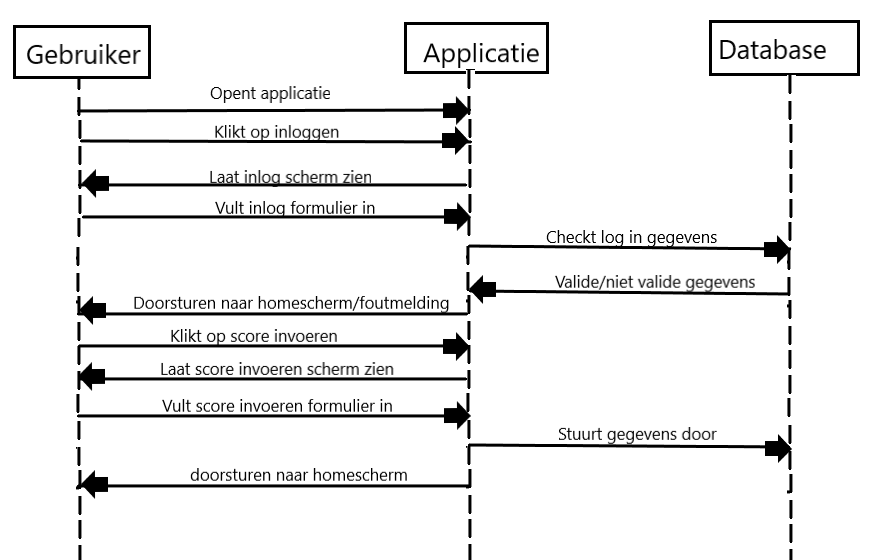 Gebruiker
Applicatie
Database
Opent applicatie
Klikt op inloggen
Laat inlog scherm zien
Vult inlog formulier in
Checkt log in gegevens
Valide/niet valide gegevens
Doorsturen naar homescherm/foutmelding
Klikt op score invoeren
Laat score invoeren scherm zien
Vult score invoeren formulier in
Stuurt gegevens door
doorsturen naar homescherm